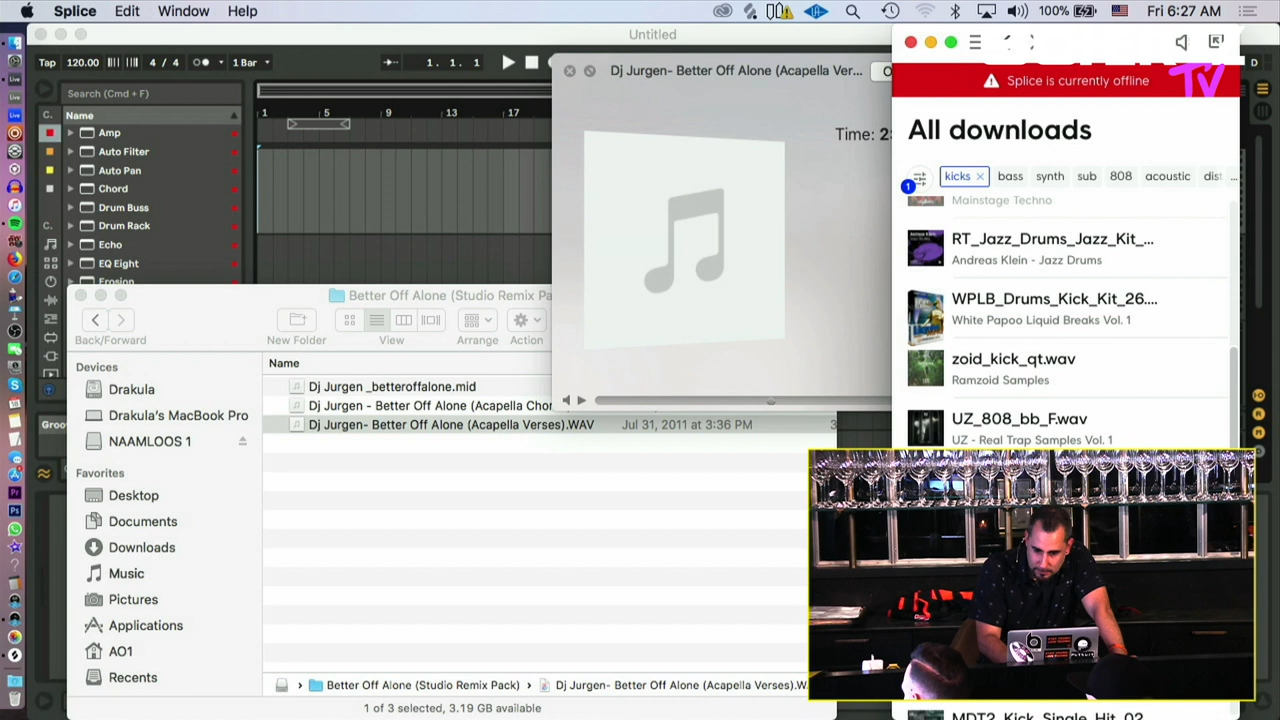 Splice Edit Window Help
100% Fri 6:27 AM
Untitled
Tap 120.00 4 / 4 1 Bar 1. 1. 1
Search (Cmd + F)
C. Name
Amp
Auto Filter
Auto Pan
Chord
Drum Buss
Drum Rack
Echo
EQ Eight
Erosion
1 5 9 13 17
Dj Jurgen- Better Off Alone (Acapella Ver...
Time:
Splice is currently offline
TV
All downloads
1
kicks bass synth sub 808 acoustic ...
Mainstage Techno
RT_Jazz_Drums_Jazz_Kit_...
Andreas Klein - Jazz Drums
WPLB_Drums_Kick_Kit_26....
White Papoo Liquid Breaks Vol. 1
zoid_kick_qt.wav
Ramzoid Samples
UZ_808_bb_F.wav
UZ - Real Trap Samples Vol. 1
MDT2_Kick_Single_Hit_02
Better Off Alone (Studio Remix Pa
Back/Forward New Folder View Arrange Action
Name
Dj Jurgen _betteroffalone.mid
Dj Jurgen - Better Off Alone (Acapella Cho
Dj Jurgen- Better Off Alone (Acapella Verses).WAV Jul 31, 2011 at 3:36 PM
Devices
Drakula
Drakula's MacBook Pro
NAAMLOOS 1
Favorites
Desktop
Documents
Downloads
Music
Pictures
Applications
AO1
Recents
Better Off Alone (Studio Remix Pack) › Dj Jurgen- Better Off Alone (Acapella Verses).W
1 of 3 selected, 3.19 GB available